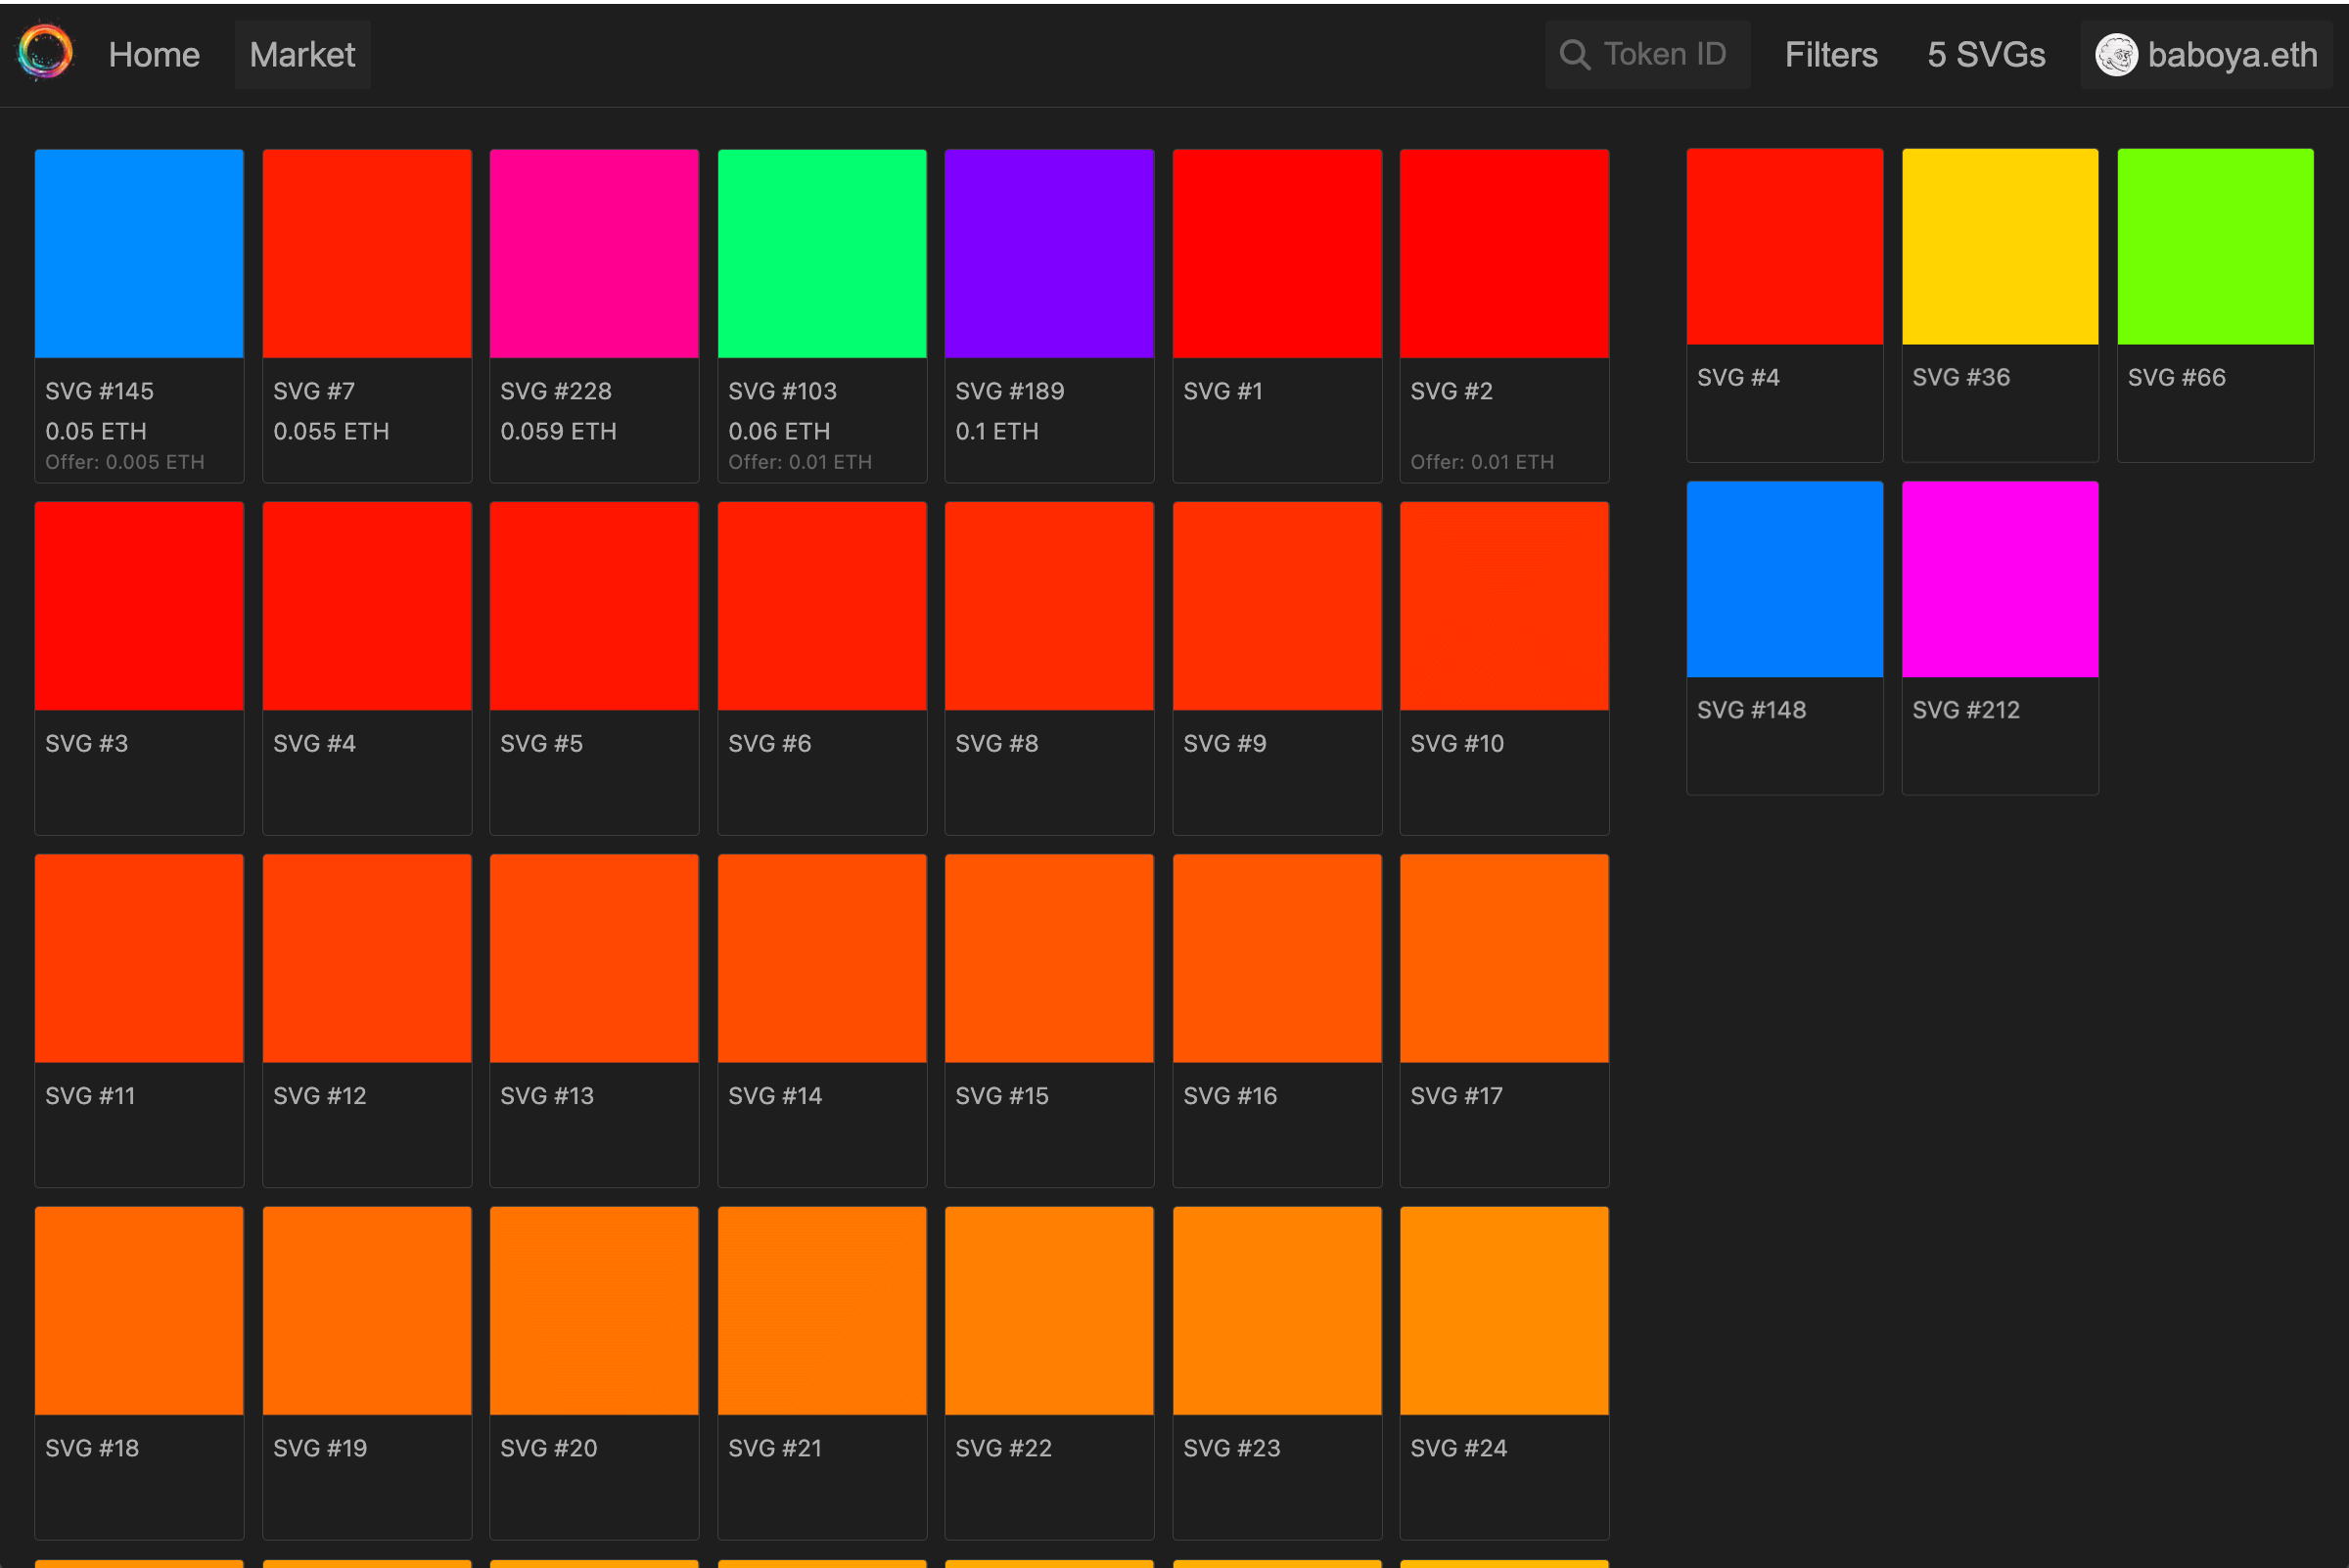 Home
Market
Token ID
Filters
5 SVGs
baboya.eth
SVG #145
0.05 ETH
Offer: 0.005 ETH
SVG #7
0.055 ETH
SVG #228
0.059 ETH
SVG #103
0.06 ETH
Offer: 0.01 ETH
SVG #189
0.1 ETH
SVG #1
SVG #2
Offer: 0.01 ETH
SVG #3
SVG #4
SVG #5
SVG #6
SVG #8
SVG #9
SVG #10
SVG #11
SVG #12
SVG #13
SVG #14
SVG #15
SVG #16
SVG #17
SVG #18
SVG #19
SVG #20
SVG #21
SVG #22
SVG #23
SVG #24
SVG #4
SVG #36
SVG #66
SVG #148
SVG #212